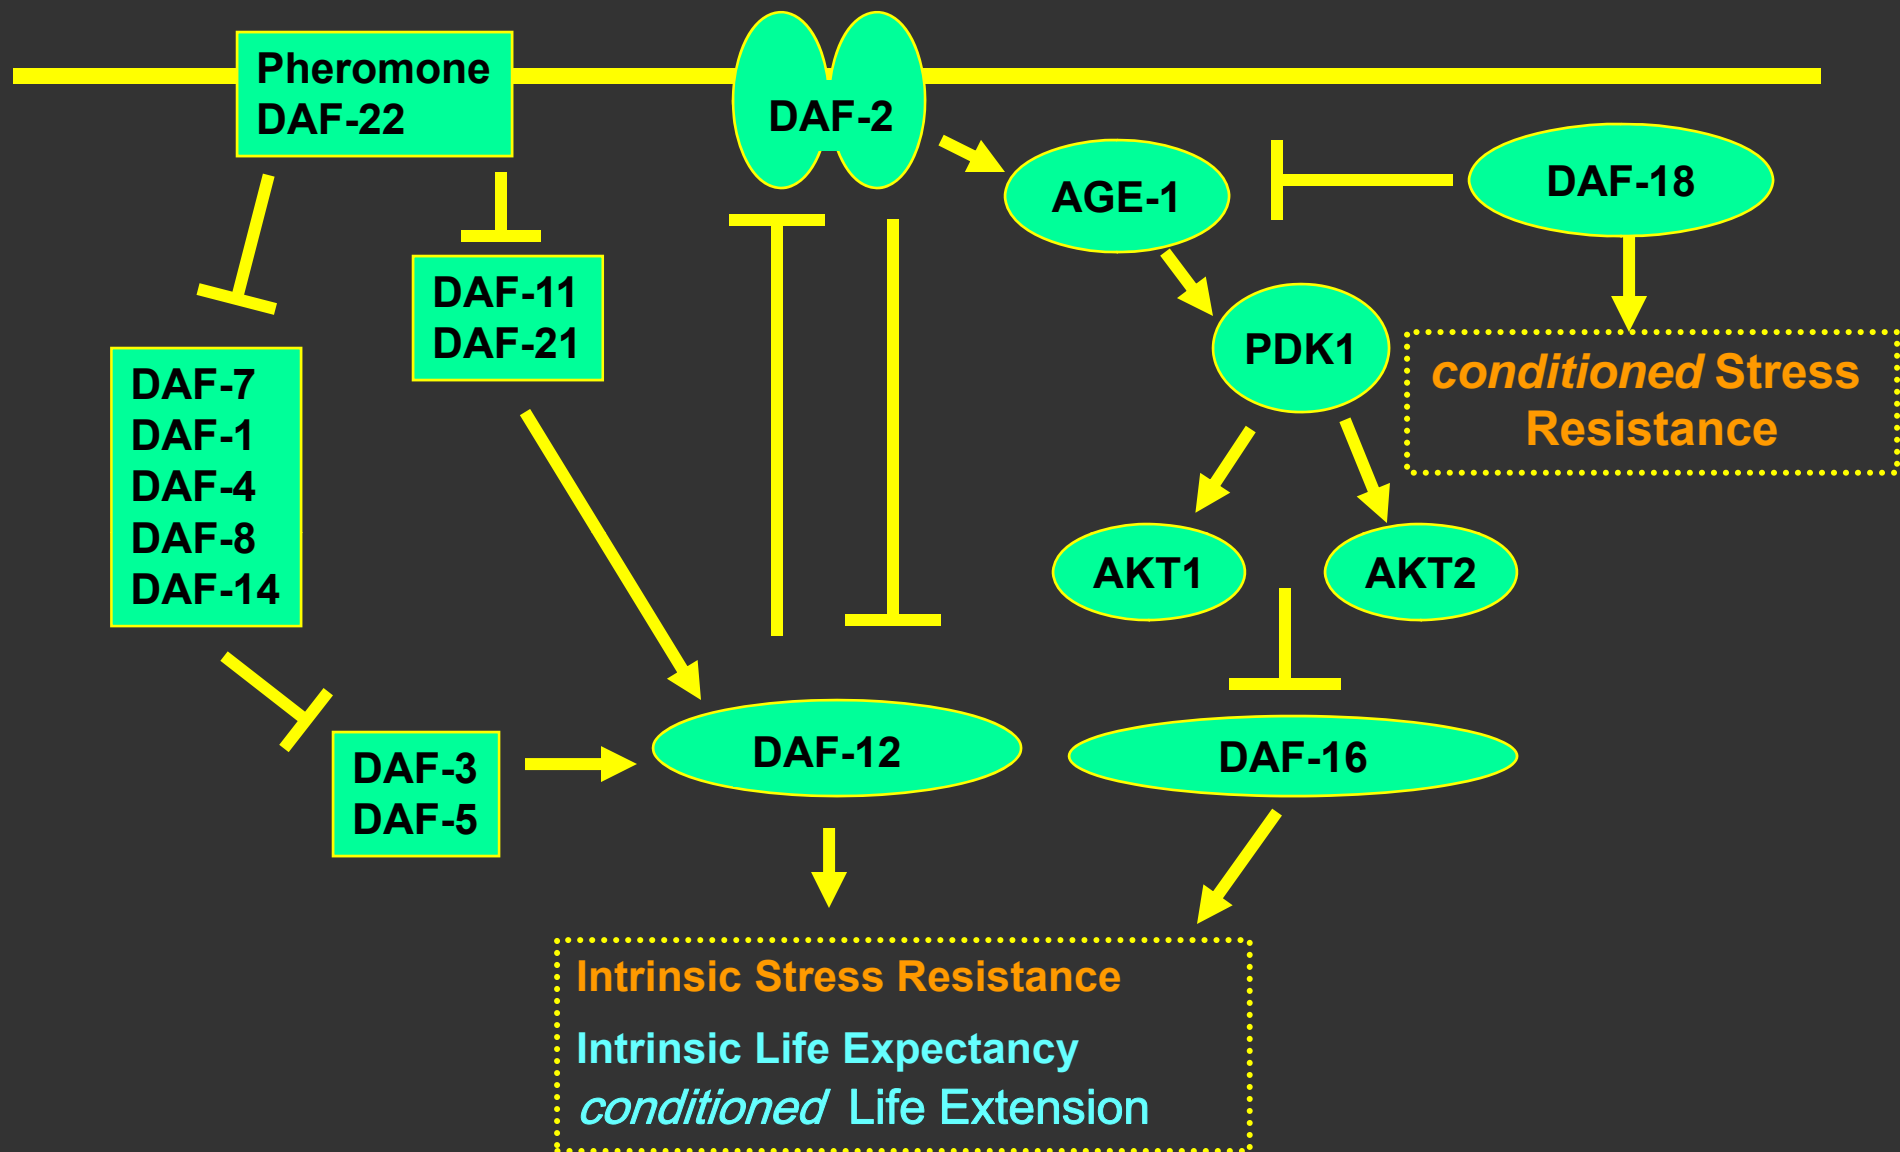 Pheromone
DAF-22
DAF-2
AGE-1
DAF-18
DAF-11
DAF-21
PDK1
conditioned Stress
Resistance
DAF-7
DAF-1
DAF-4
DAF-8
DAF-14
AKT1
AKT2
DAF-3
DAF-5
DAF-12
DAF-16
Intrinsic Stress Resistance
Intrinsic Life Expectancy
conditioned Life Extension